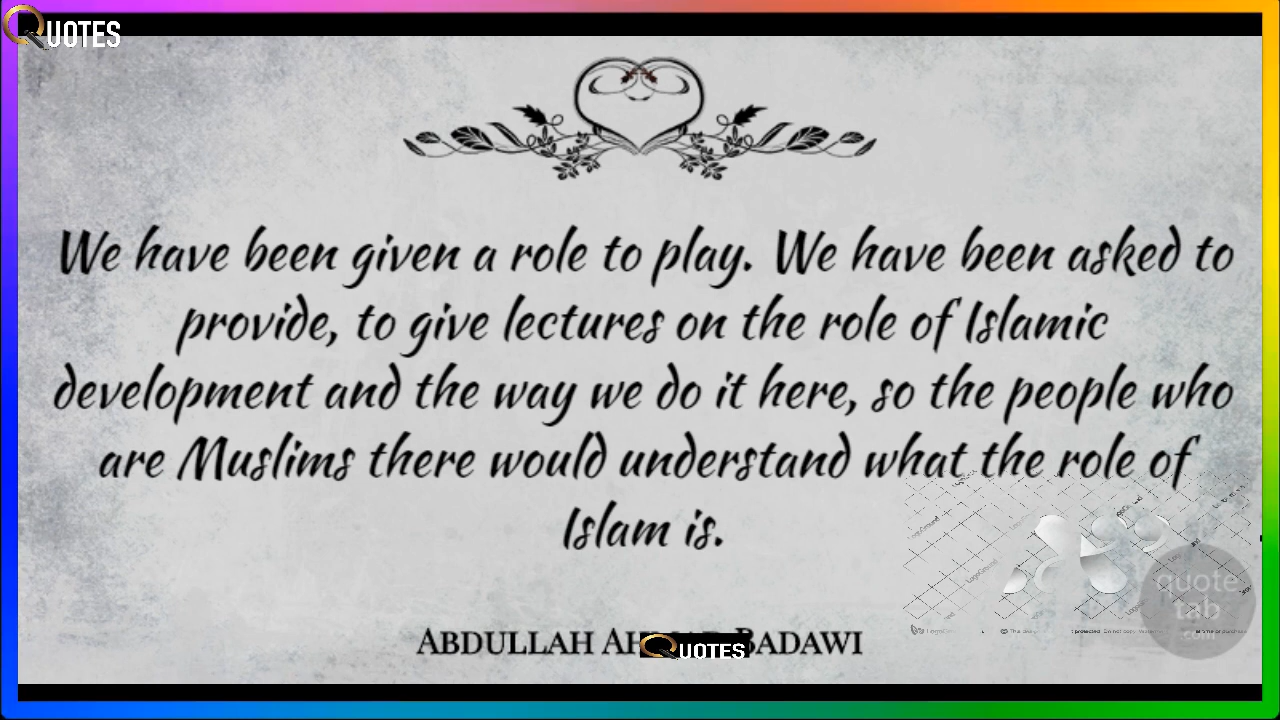 QUOTES
We have been given a role to play. We have been asked to
provide, to give lectures on the role of Islamic
development and the way we do it here, so the people who
are Muslims there would understand what the role of
Islam is.
quote
tab
.com
ABDULLAH BADAWI
QUOTES